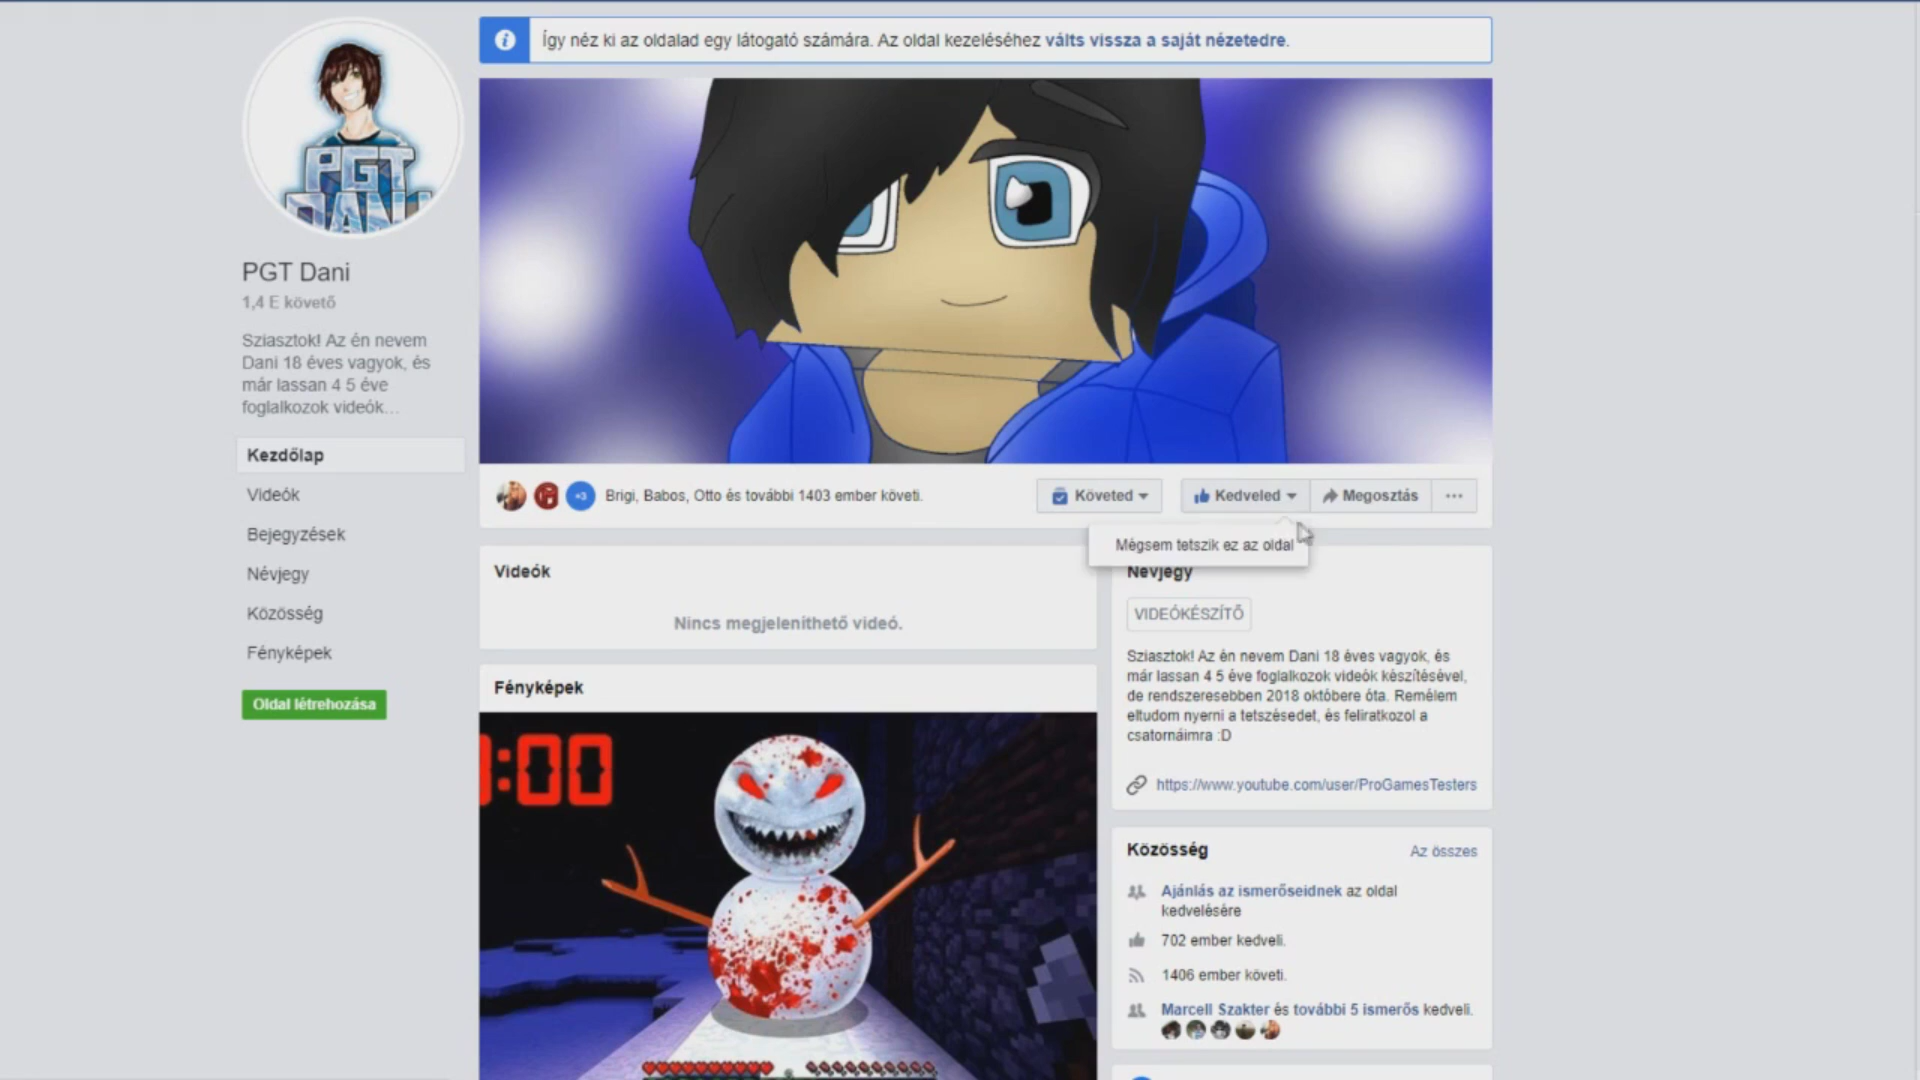 Így néz ki az oldalad egy látogató számára. Az oldal kezeléséhez válts vissza a saját nézetedre.
PGT
DANI
PGT Dani
1,4 E követő
Sziasztok! Az én nevem
Dani 18 éves vagyok, és
már lassan 4 5 éve
foglalkozok videók...
Kezdőlap
Videók
Bejegyzések
Névjegy
Közösség
Fényképek
Oldal létrehozása
+3 Brigi, Babos, Otto és további 1403 ember követi.
Követed
Kedveled
Megosztás
Mégsem tetszik ez az oldal
Videók
Nincs megjeleníthető videó.
Fényképek
:00
Névjegy
VIDEÓKÉSZÍTŐ
Sziasztok! Az én nevem Dani 18 éves vagyok, és
már lassan 4 5 éve foglalkozok videók készítésével,
de rendszeresebben 2018 októbere óta. Remélem
eltudom nyerni a tetszésedet, és feliratkozol a
csatornáimra :D
https://www.youtube.com/user/ProGamesTesters
Közösség
Az összes
Ajánlás az ismerőseidnek az oldal
kedvelésére
702 ember kedveli.
1406 ember követi.
Marcell Szakter és további 5 ismerős kedveli.